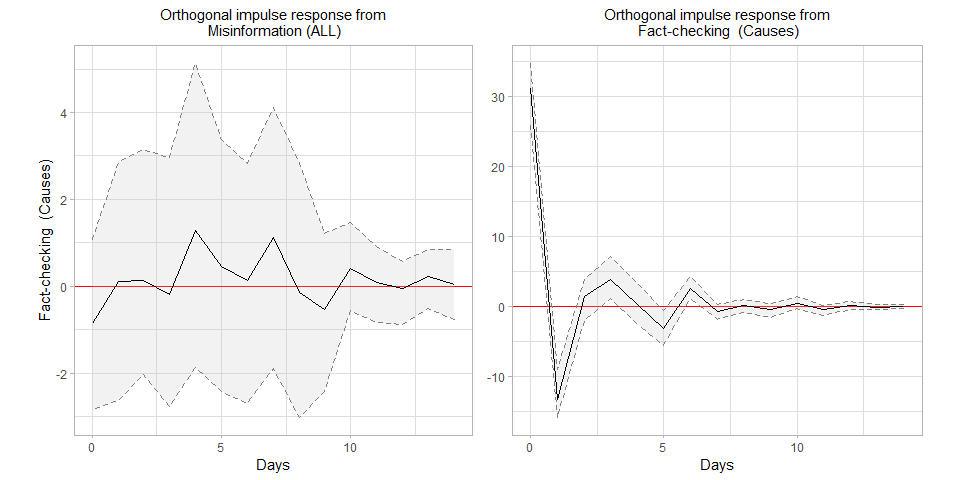 Orthogonal impulse response from
Misinformation (ALL)
Fact-checking (Causes)
4
2
0
-2
0
5
10
Days
Orthogonal impulse response from
Fact-checking (Causes)
30
20
10
0
-10
0
5
10
Days